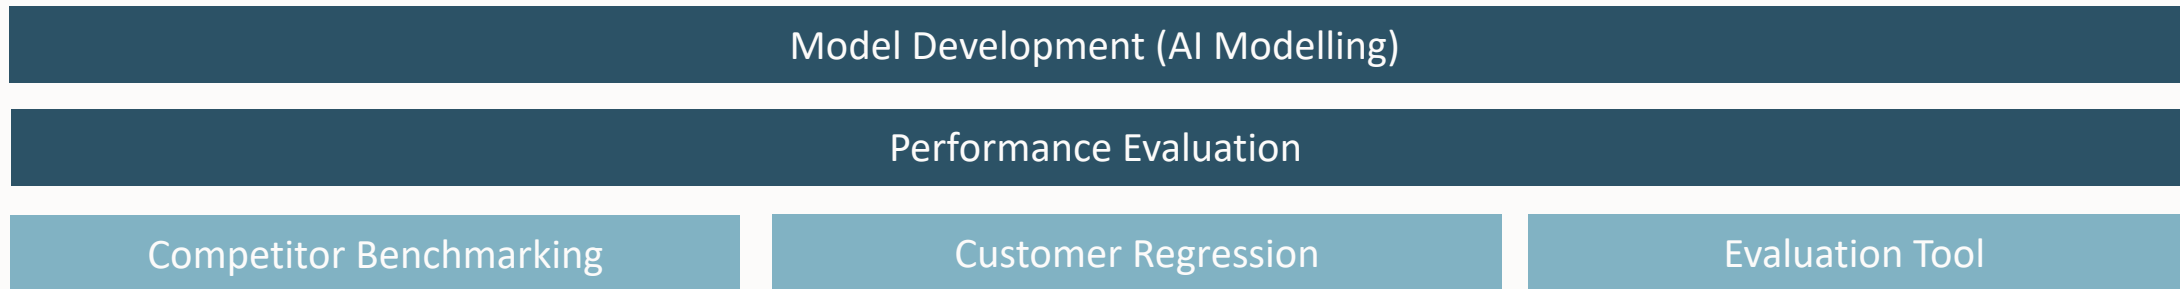 Model Development (AI Modelling)
Performance Evaluation
Competitor Benchmarking
Customer Regression
Evaluation Tool